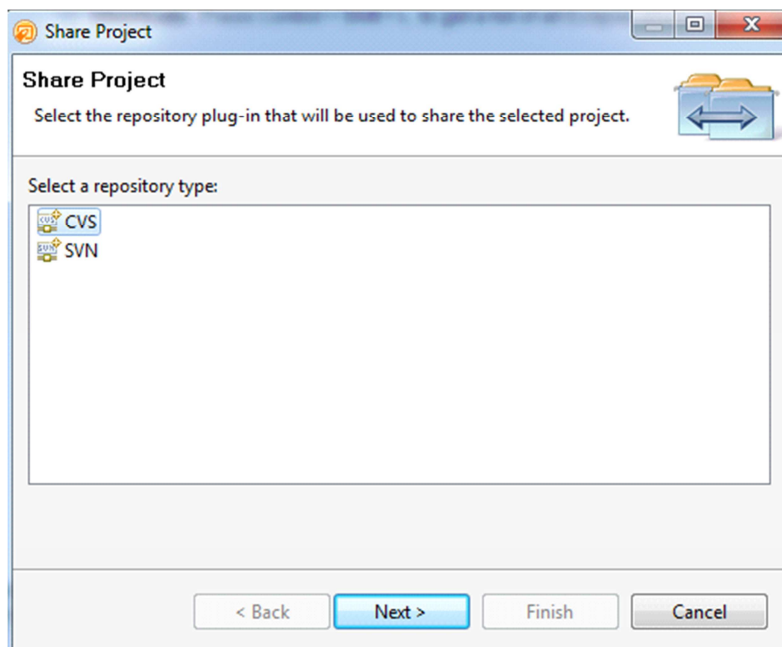 Share Project
Share Project
Select the repository plug-in that will be used to share the selected project.
Select a repository type:
CVS
SVN
< Back
Next >
Finish
Cancel